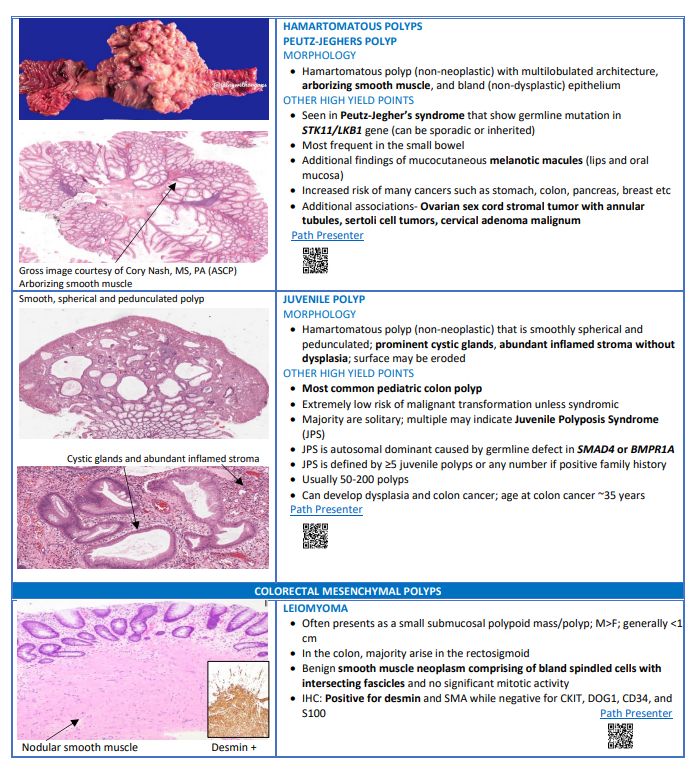 HAMARTOMATOUS POLYPS
PEUTZ-JEGHERS POLYP
MORPHOLOGY
• Hamartomatous polyp (non-neoplastic) with multilobulated architecture,
arborizing smooth muscle, and bland (non-dysplastic) epithelium
OTHER HIGH YIELD POINTS
• Seen in Peutz-Jegher’s syndrome that show germline mutation in
STK11/LKB1 gene (can be sporadic or inherited)
• Most frequent in the small bowel
• Additional findings of mucocutaneous melanotic macules (lips and oral
mucosa)
• Increased risk of many cancers such as stomach, colon, pancreas, breast etc
• Additional associations- Ovarian sex cord stromal tumor with annular
tubules, sertoli cell tumors, cervical adenoma malignum
Path Presenter
Gross image courtesy of Cory Nash, MS, PA (ASCP)
Arborizing smooth muscle
Smooth, spherical and pedunculated polyp
Cystic glands and abundant inflamed stroma
JUVENILE POLYP
MORPHOLOGY
• Hamartomatous polyp (non-neoplastic) that is smoothly spherical and
pedunculated; prominent cystic glands, abundant inflamed stroma without
dysplasia; surface may be eroded
OTHER HIGH YIELD POINTS
• Most common pediatric colon polyp
• Extremely low risk of malignant transformation unless syndromic
• Majority are solitary; multiple may indicate Juvenile Polyposis Syndrome
(JPS)
• JPS is autosomal dominant caused by germline defect in SMAD4 or BMPR1A
• JPS is defined by ≥5 juvenile polyps or any number if positive family history
• Usually 50-200 polyps
• Can develop dysplasia and colon cancer; age at colon cancer ~35 years
Path Presenter
COLORECTAL MESENCHYMAL POLYPS
LEIOMYOMA
• Often presents as a small submucosal polypoid mass/polyp; M>F; generally <1
cm
• In the colon, majority arise in the rectosigmoid
• Benign smooth muscle neoplasm comprising of bland spindled cells with
intersecting fascicles and no significant mitotic activity
• IHC: Positive for desmin and SMA while negative for CKIT, DOG1, CD34, and
S100
Path Presenter
Nodular smooth muscle
Desmin +